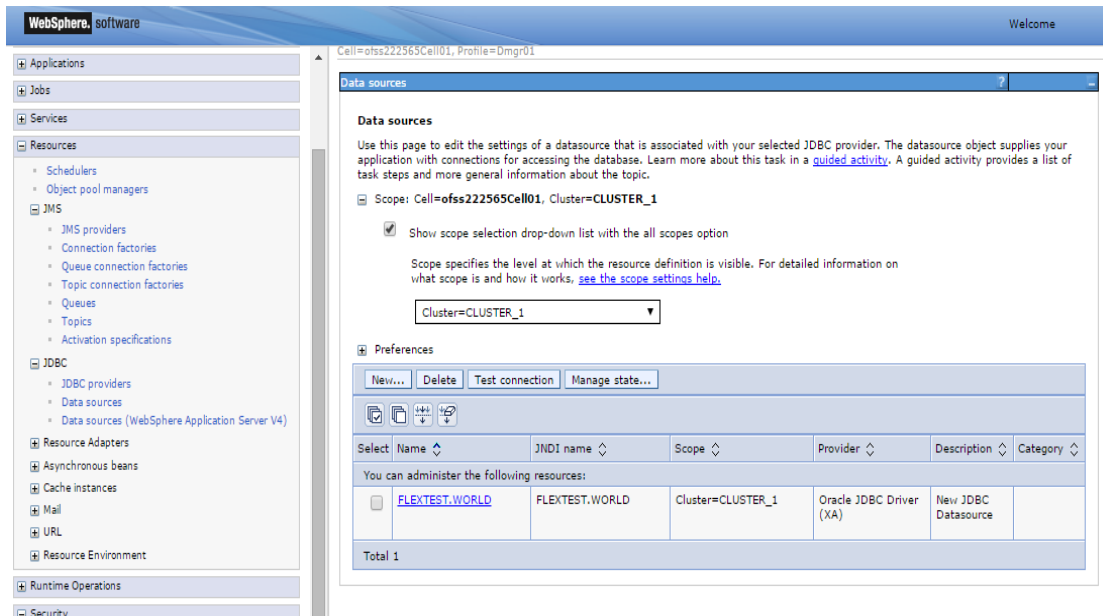 WebSphere. software
Welcome
Cell=ofss222565Cell01, Profile=Dmgr01
Applications
Jobs
Services
Resources
Schedulers
Object pool managers
JMS
JMS providers
Connection factories
Queue connection factories
Topic connection factories
Queues
Topics
Activation specifications
JDBC
JDBC providers
Data sources
Data sources (WebSphere Application Server V4)
Resource Adapters
Asynchronous beans
Cache instances
Mail
URL
Resource Environment
Runtime Operations
Security
Data sources
?
Data sources
Use this page to edit the settings of a datasource that is associated with your selected JDBC provider. The datasource object supplies your
application with connections for accessing the database. Learn more about this task in a guided activity. A guided activity provides a list of
task steps and more general information about the topic.
Scope: Cell=ofss222565Cell01, Cluster=CLUSTER_1
Show scope selection drop-down list with the all scopes option
Scope specifies the level at which the resource definition is visible. For detailed information on
what scope is and how it works, see the scope settings help.
Cluster=CLUSTER_1
Preferences
New... Delete Test connection Manage state...
Select Name JNDI name Scope Provider Description Category
You can administer the following resources:
FLEXTEST.WORLD FLEXTEST.WORLD Cluster=CLUSTER_1 Oracle JDBC Driver New JDBC
(XA) Datasource
Total 1